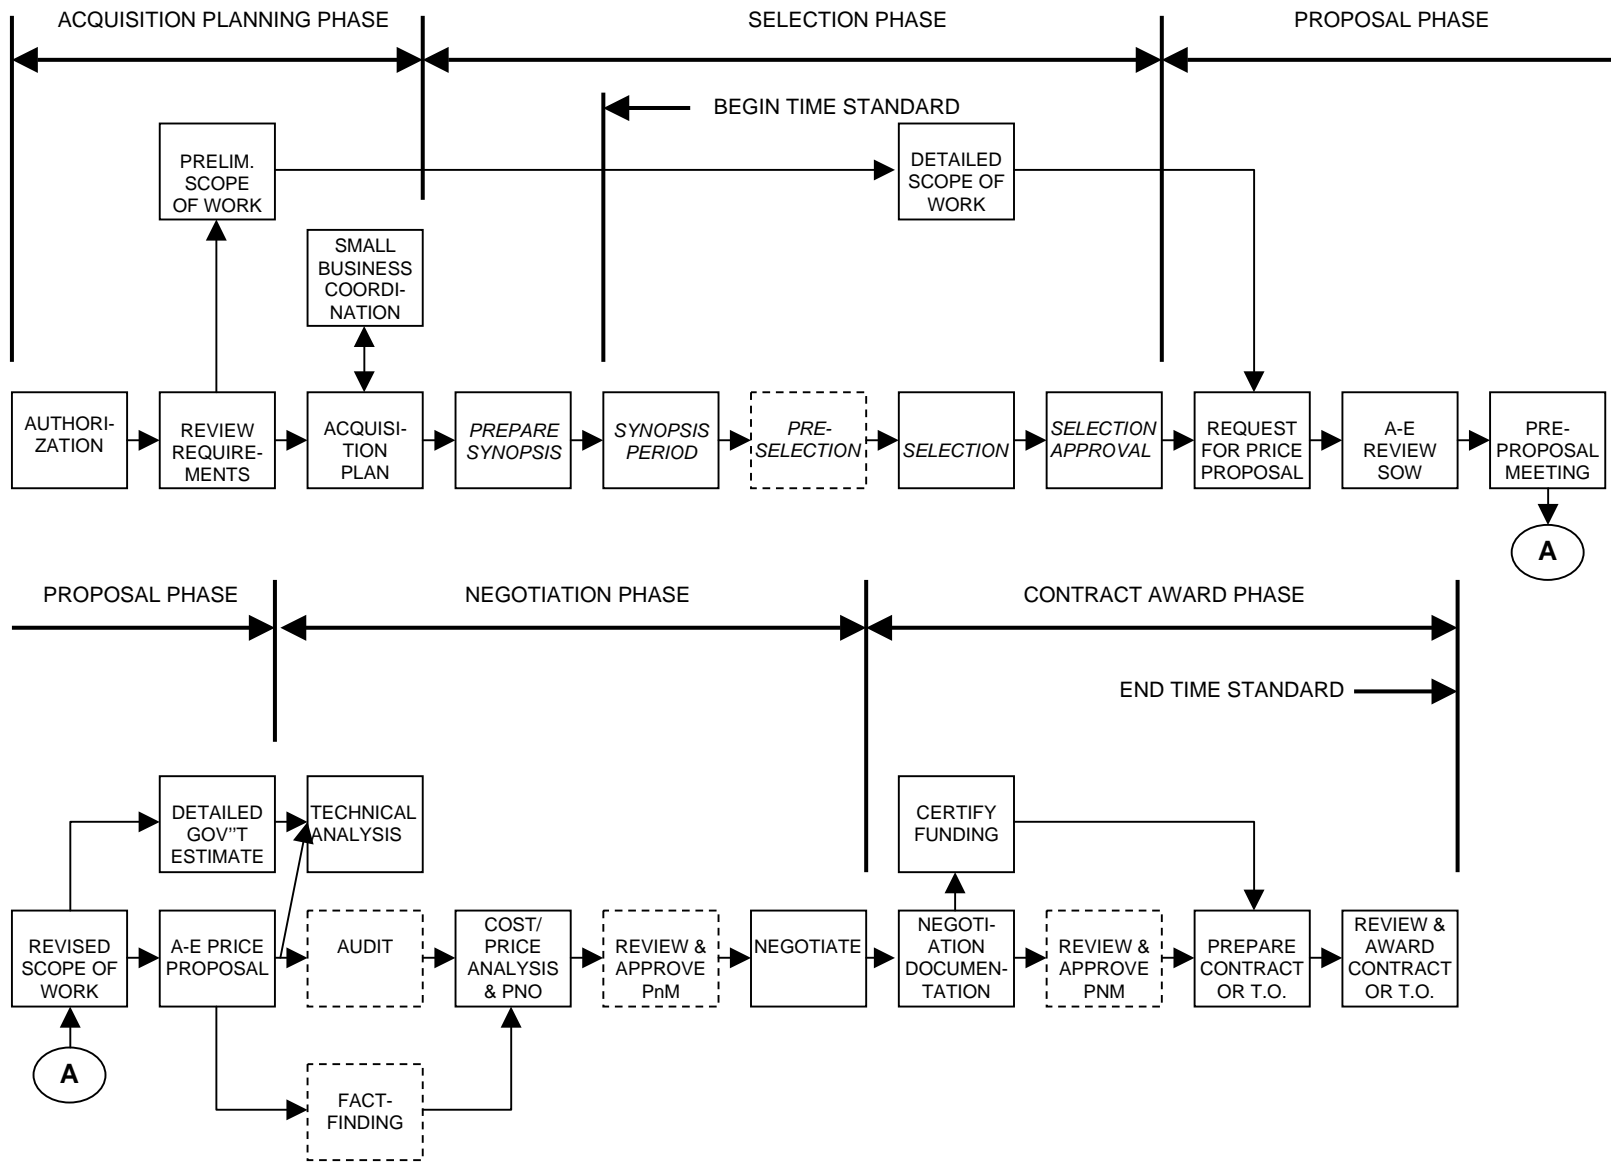 ACQUISITION PLANNING PHASE
SELECTION PHASE
PROPOSAL PHASE
BEGIN TIME STANDARD
PRELIM.
SCOPE
OF WORK
DETAILED
SCOPE OF
WORK
SMALL
BUSINESS
COORDI-
NATION
AUTHORI-
ZATION
REVIEW
REQUIRE-
MENTS
ACQUISI-
TION
PLAN
PREPARE
SYNOPSIS
SYNOPSIS
PERIOD
PRE-
SELECTION
SELECTION
SELECTION
APPROVAL
REQUEST
FOR PRICE
PROPOSAL
A-E
REVIEW
SOW
PRE-
PROPOSAL
MEETING
A
PROPOSAL PHASE
NEGOTIATION PHASE
CONTRACT AWARD PHASE
END TIME STANDARD
DETAILED
GOV"T
ESTIMATE
TECHNICAL
ANALYSIS
CERTIFY
FUNDING
REVISED
SCOPE OF
WORK
A-E PRICE
PROPOSAL
AUDIT
COST/
PRICE
ANALYSIS
& PNO
REVIEW &
APPROVE
PnM
NEGOTIATE
NEGOTI-
ATION
DOCUMEN-
TATION
REVIEW &
APPROVE
PNM
PREPARE
CONTRACT
OR T.O.
REVIEW &
AWARD
CONTRACT
OR T.O.
A
FACT-
FINDING